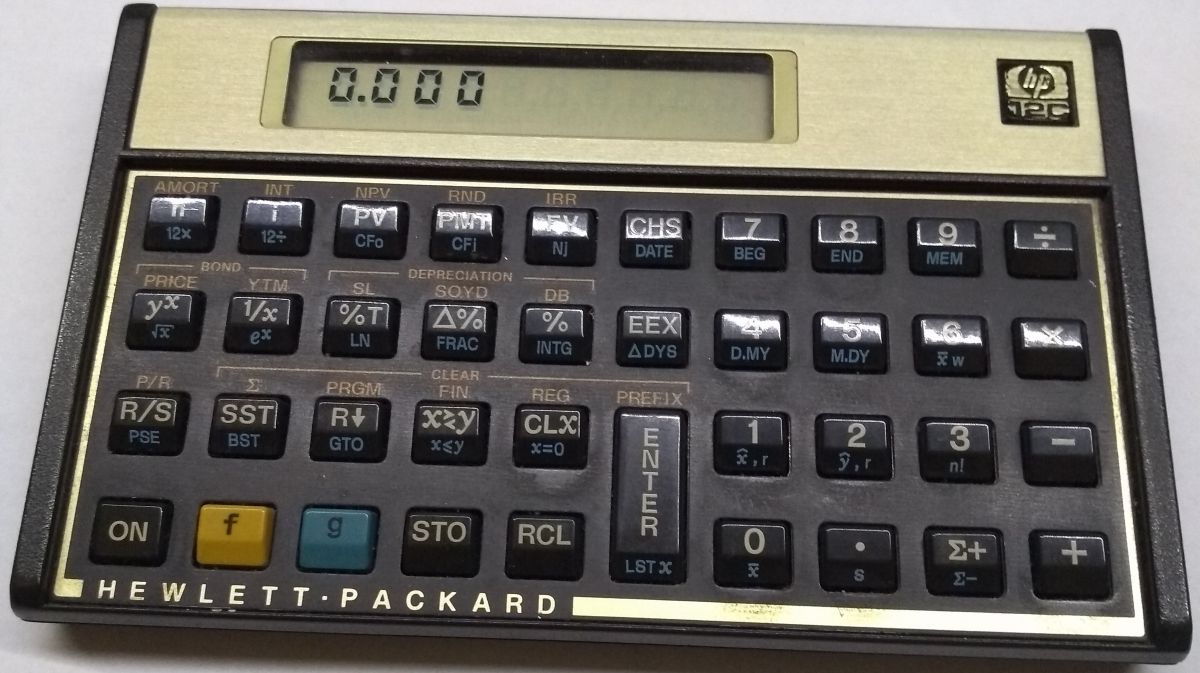 0.000
hp
12C
AMORT INT NPV RND IRR
n i PV PMT FV CHS 7 8 9 ÷
12× 12÷ CFo CFj Nj DATE BEG END MEM
BOND DEPRECIATION
PRICE YTM SL SOYD DB
yˣ 1/x %T Δ% % EEX 4 5 6 ×
√x eˣ LN FRAC INTG ΔDYS D.MY M.DY x̄w
CLEAR
P/R Σ PRGM FIN REG PREFIX
R/S SST R↓ x≷y CLx ENTER 1 2 3 −
PSE BST GTO x≤y x=0 x̂,r ŷ,r n!
ON f g STO RCL 0 . Σ+ +
LSTx x̄ s Σ−
HEWLETT·PACKARD